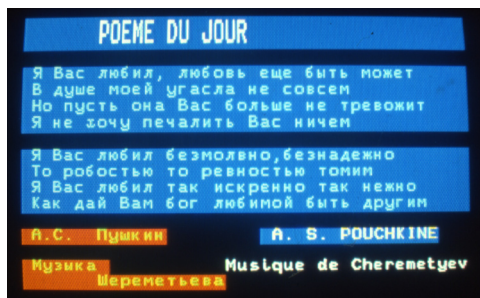 POEME DU JOUR
Я Вас любил, любовь еще быть может
В душе моей угасла не совсем
Но пусть она Вас больше не тревожит
Я не хочу печалить Вас ничем
Я Вас любил безмолвно,безнадежно
То робостью то ревностью томим
Я Вас любил так искренно так нежно
Как дай Вам бог любимой быть другим
А.С. Пушкин A. S. POUCHKINE
Музыка Musique de Cheremetyev
Шереметьева